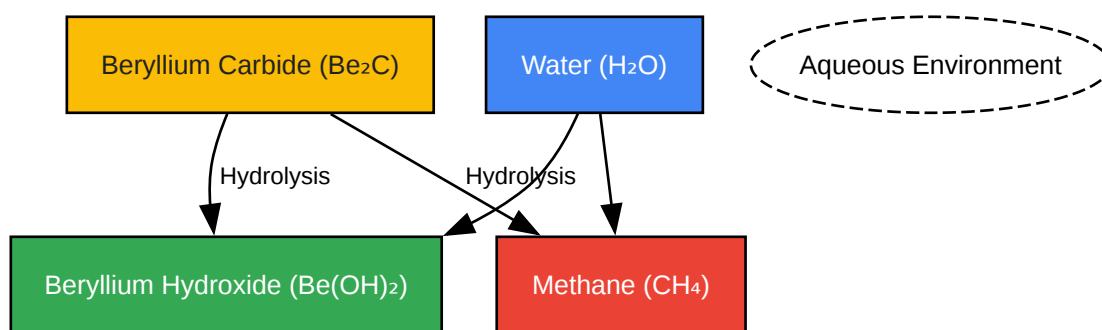 Beryllium Carbide (Be₂C)
Water (H₂O)
Aqueous Environment
Hydrolysis
Hydrolysis
Beryllium Hydroxide (Be(OH)₂)
Methane (CH₄)